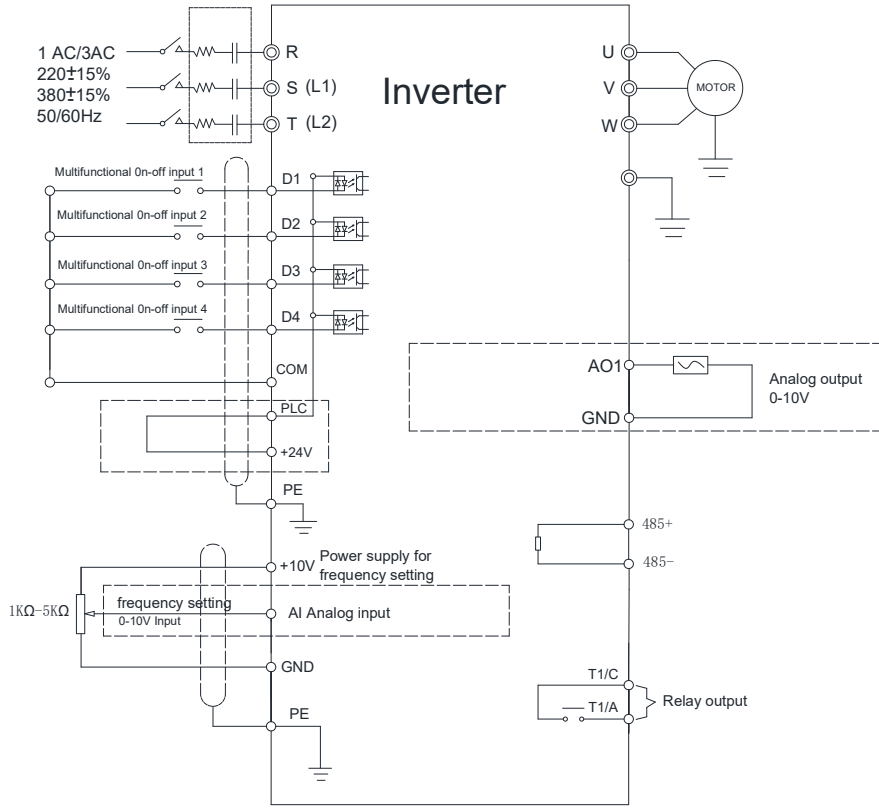 1 AC/3AC
220±15%
380±15%
50/60Hz
R
S (L1)
T (L2)
Inverter
U
V
W
MOTOR
Multifunctional 0n-off input 1
D1
Multifunctional 0n-off input 2
D2
Multifunctional 0n-off input 3
D3
Multifunctional 0n-off input 4
D4
COM
PLC
+24V
PE
AO1
GND
Analog output
0-10V
485+
485-
+10V
Power supply for
frequency setting
1KΩ-5KΩ
frequency setting
0-10V Input
AI Analog input
GND
PE
T1/C
T1/A
Relay output